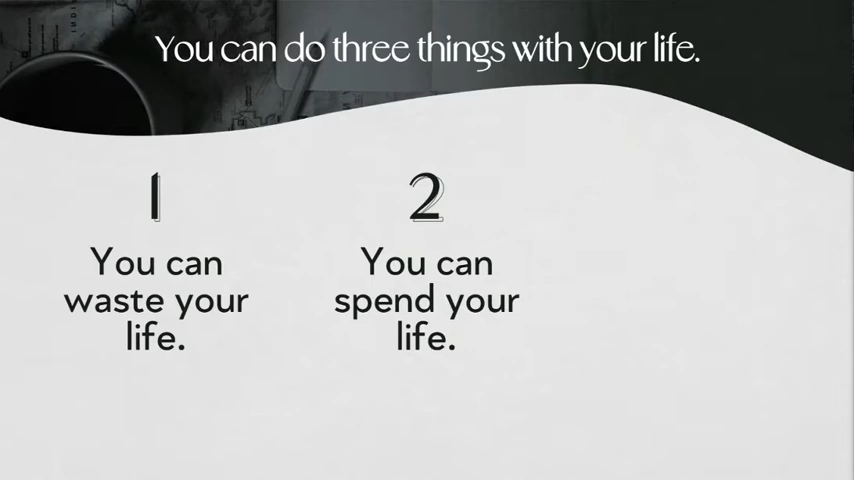 You can do three things with your life.
1
You can
waste your
life.
2
You can
spend your
life.